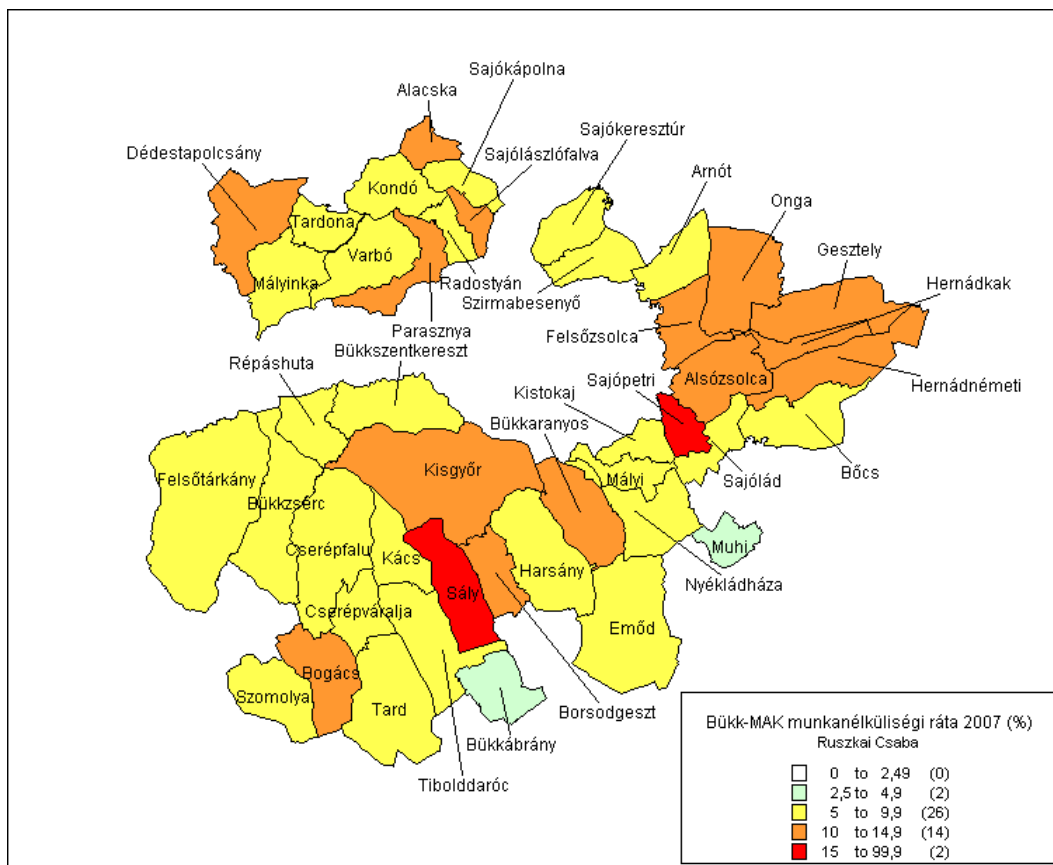 Sajókápolna
Alacska
Sajókeresztúr
Dédestapolcsány
Sajólászlófalva
Arnót
Kondó
Onga
Tardona
Gesztely
Varbó
Hernádkak
Mályinka
Radostyán
Szirmabesenyő
Parasznya
Felsőzsolca
Bükkszentkereszt
Répáshuta
Alsózsolca
Sajópetri
Hernádnémeti
Kistokaj
Bükkaranyos
Kisgyőr
Felsőtárkány
Mályi
Sajólád
Bőcs
Bükkzsérc
Cserépfalu
Muhi
Kács
Harsány
Nyékládháza
Sály
Cserépváralja
Emőd
Bogács
Szomolya
Tard
Borsodgeszt
Bükkábrány
Tibolddaróc
Bükk-MAK munkanélküliségi ráta 2007 (%)
Ruszkai Csaba
0 to 2,49 (0)
2,5 to 4,9 (2)
5 to 9,9 (26)
10 to 14,9 (14)
15 to 99,9 (2)